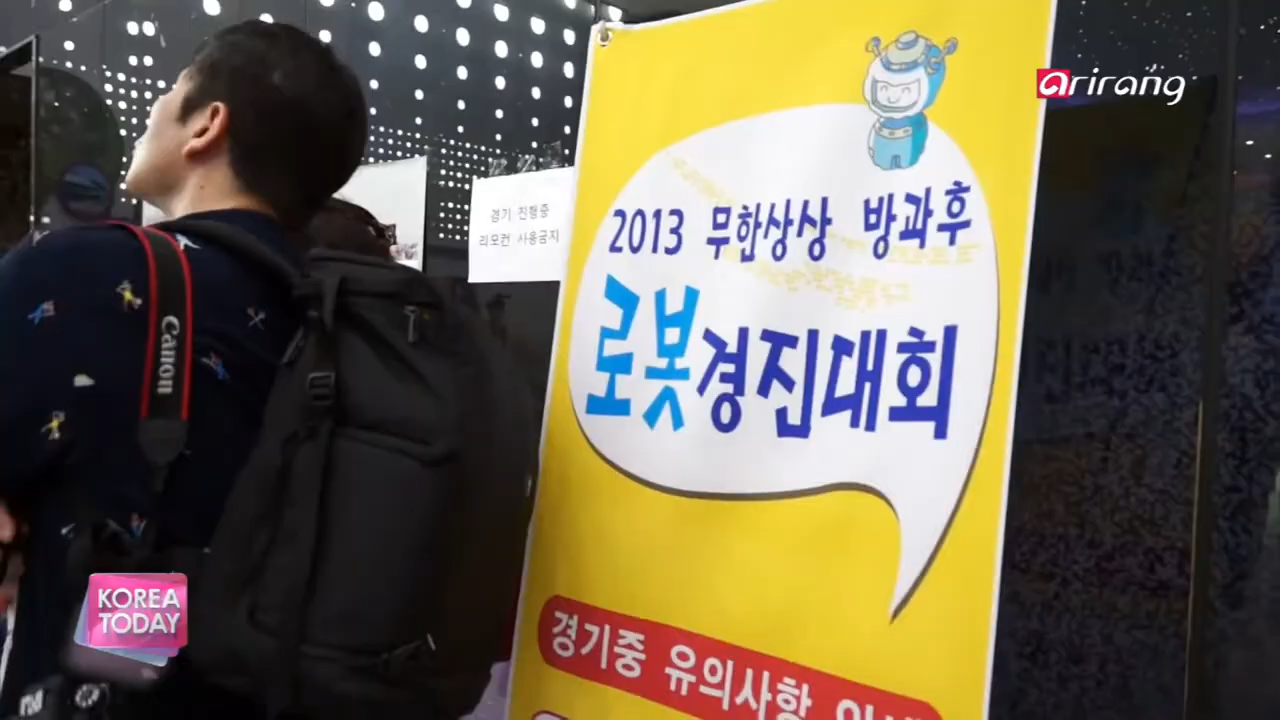 arirang
경기 진행중
리모컨 사용금지
2013 무한상상 방과후
로봇경진대회
Canon
KOREA
TODAY
경기중 유의사항